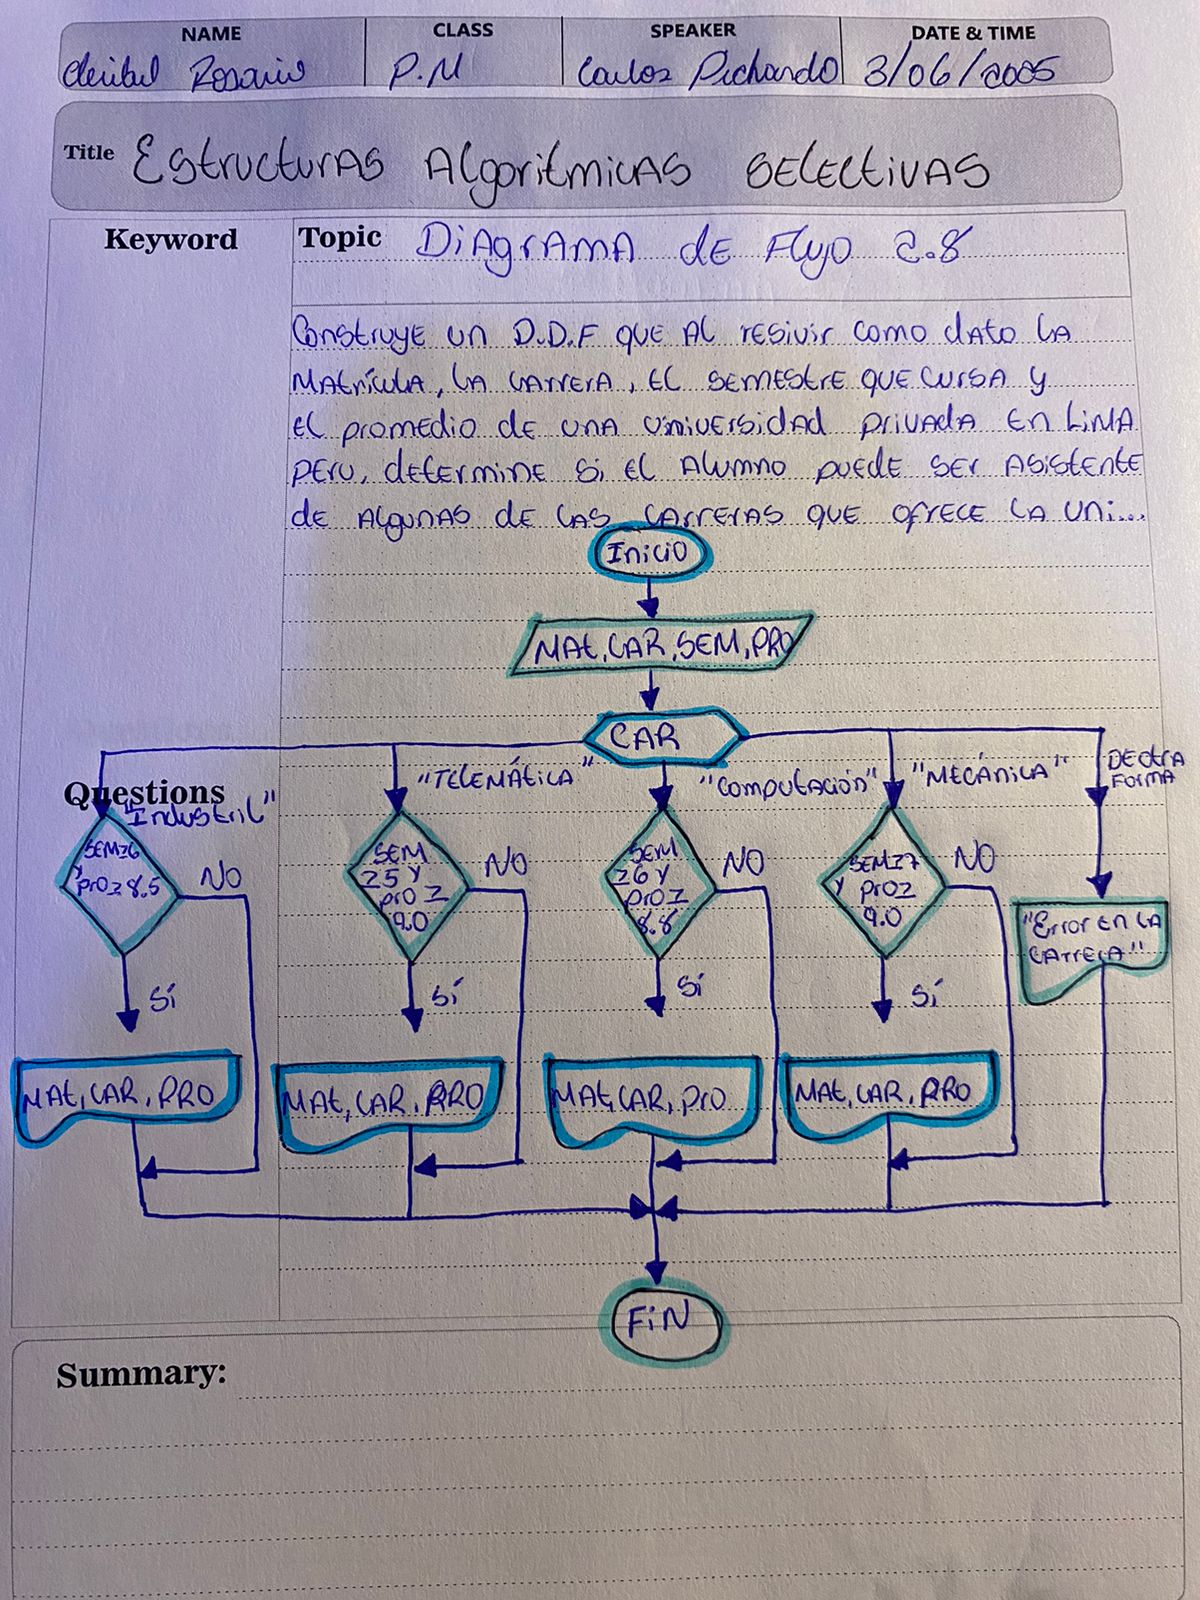 NAME CLASS SPEAKER DATE & TIME
Rosario P.M Carlos Pichardo 3/06/2005
Title Estructuras Algoritmicas selectivas
Keyword Topic Diagrama de Flujo 2.8
Construye un D.D.F que al resivir como dato la
Matrícula, la carrera, el semestre que cursa y
el promedio de una universidad privada en Lima
Peru, determine si el alumno puede ser asistente
de algunas de las carreras que ofrece la uni...
Inicio
MAt, CAR, SEM, PRO
CAR
Questions
"Industril"
"TELEMÁTICA"
"Computación"
"MECÁNICA"
De otra
Forma
SEM≥6
y
pro≥8.5
NO
SEM
≥5 y
pro ≥
9.0
NO
SEM
≥6 y
pro ≥
8.8
NO
SEM≥7
y pro≥
9.0
NO
"Error en la
carrera"
Sí
Sí
Sí
Sí
MAt, CAR, PRO
MAt, CAR, PRO
MAt, CAR, pro
MAt, CAR, PRO
FiN
Summary: